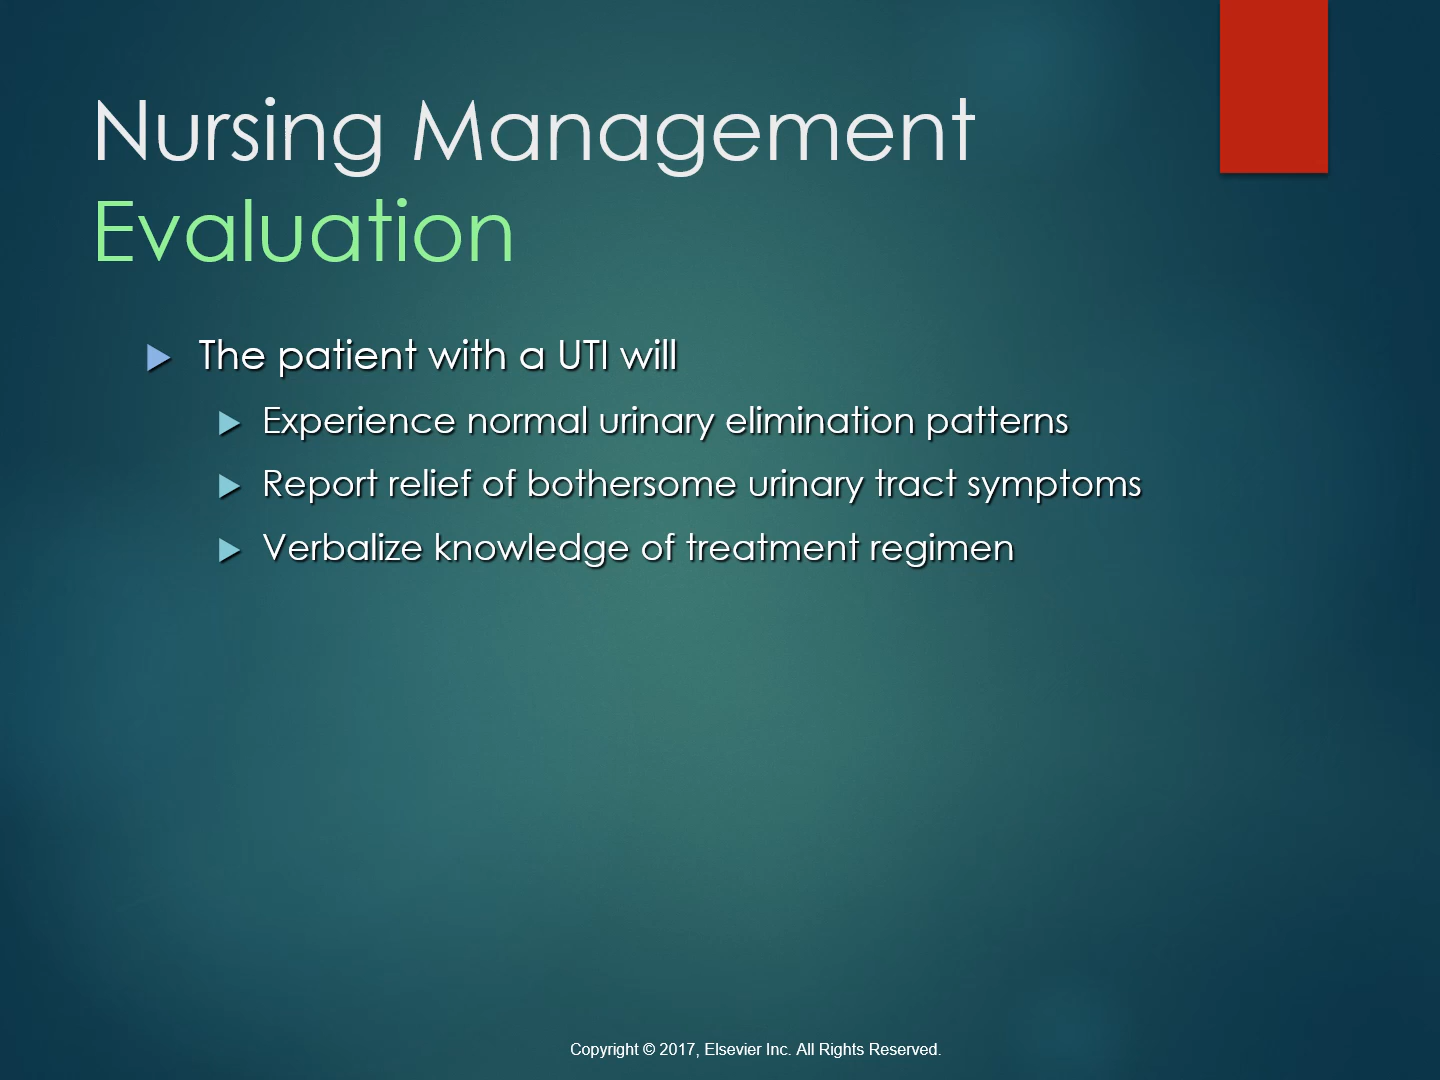 Nursing Management
Evaluation
The patient with a UTI will
Experience normal urinary elimination patterns
Report relief of bothersome urinary tract symptoms
Verbalize knowledge of treatment regimen
Copyright © 2017, Elsevier Inc. All Rights Reserved.